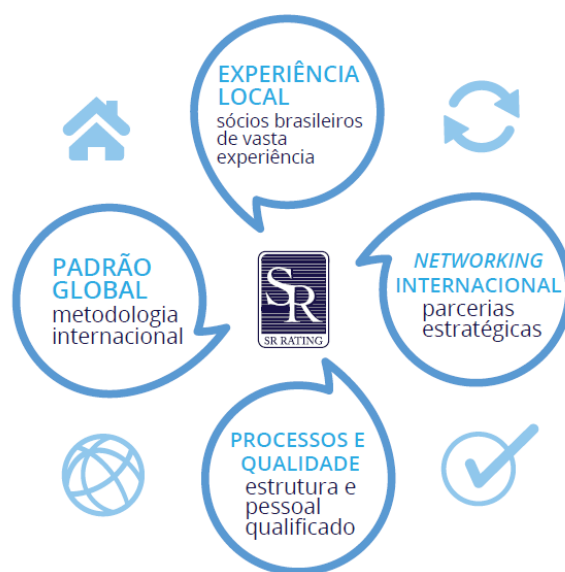 EXPERIÊNCIA
LOCAL
sócios brasileiros
de vasta
experiência
PADRÃO
GLOBAL
metodologia
internacional
SR
SR RATING
NETWORKING
INTERNACIONAL
parcerias
estratégicas
PROCESSOS E
QUALIDADE
estrutura e
pessoal
qualificado